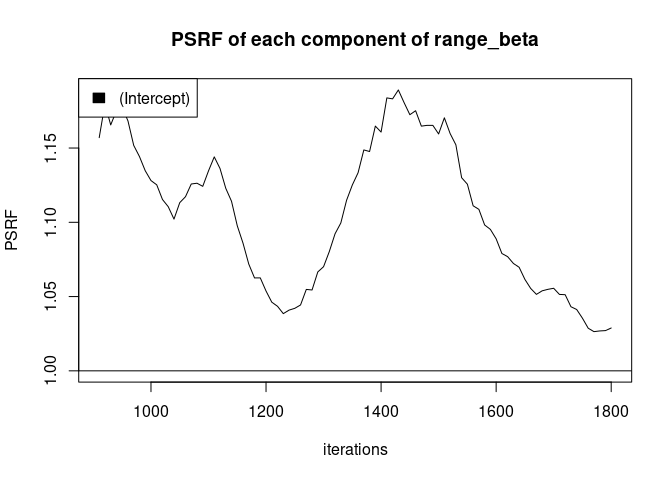 PSRF of each component of range_beta
(Intercept)
PSRF
1.15
1.10
1.05
1.00
1000 1200 1400 1600 1800
iterations